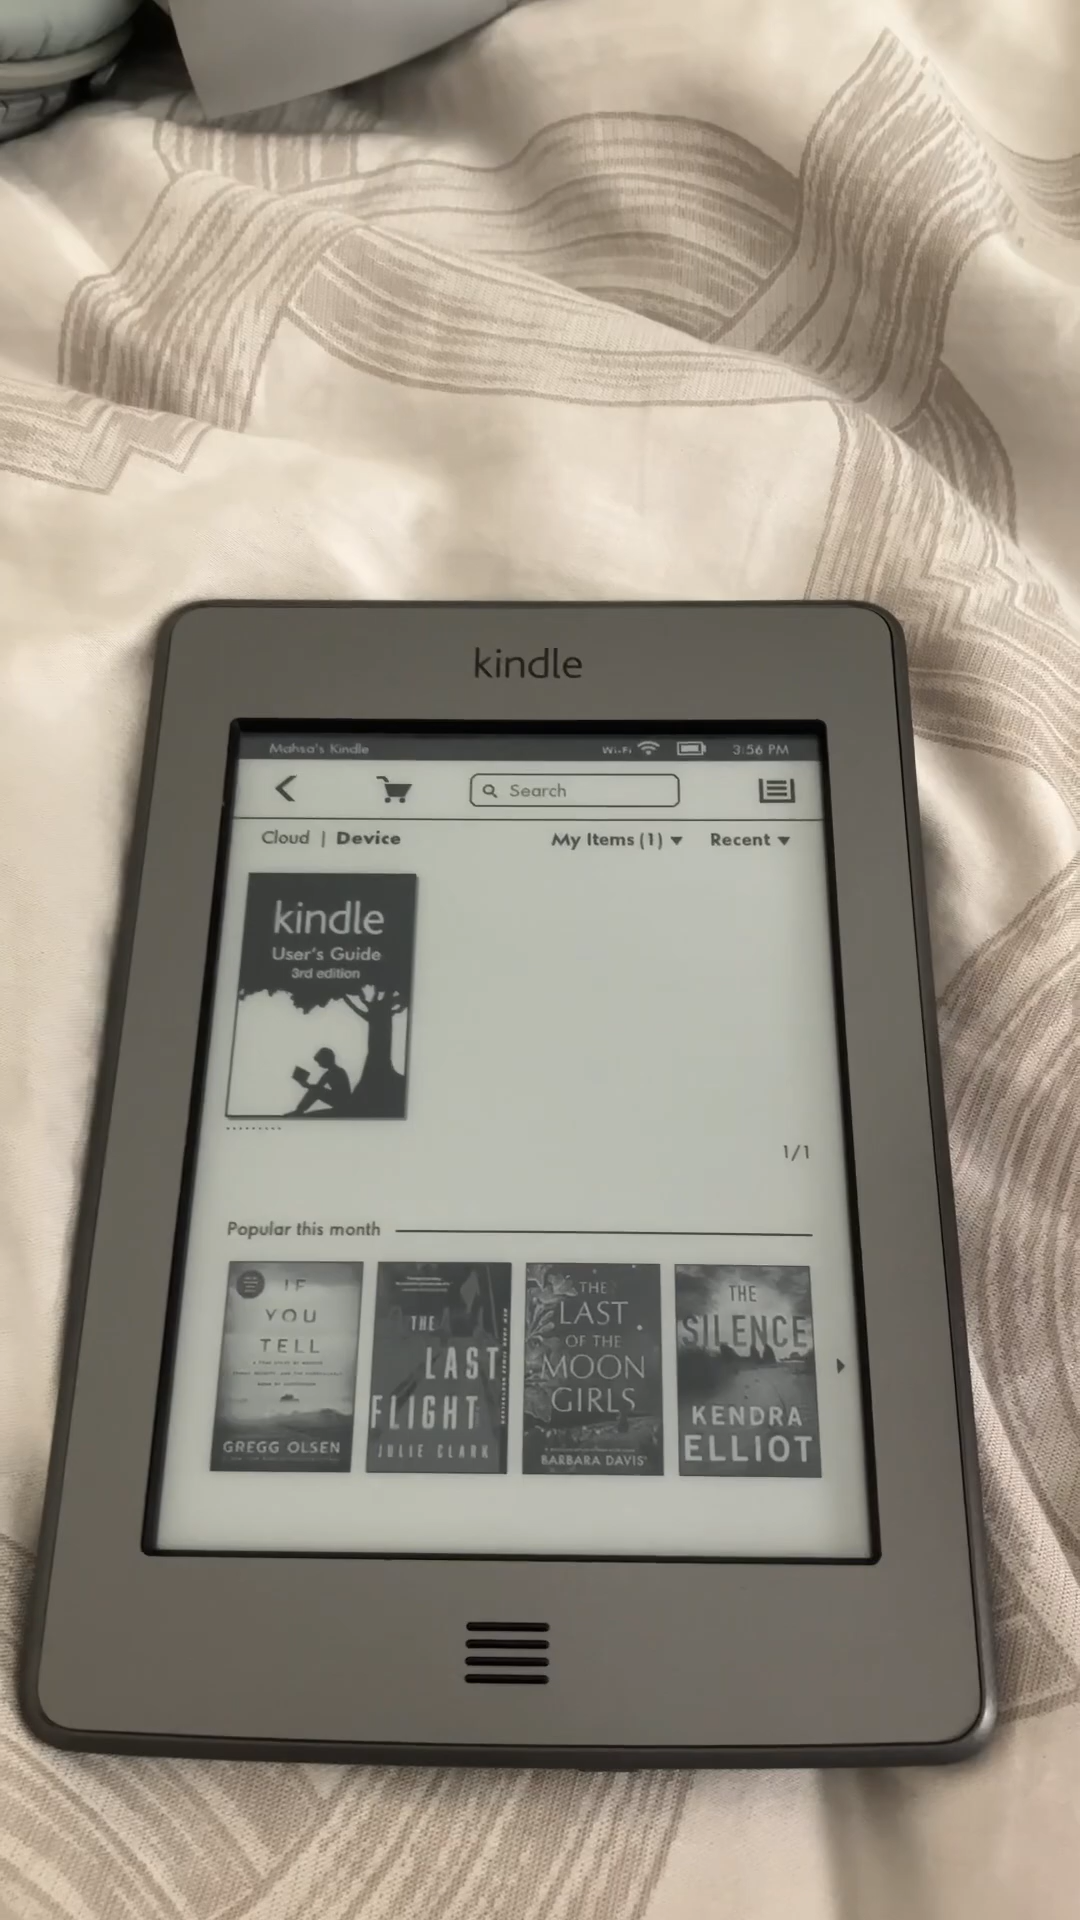 kindle
Mahsa's Kindle Wi-Fi 3:56 PM
Search
Cloud | Device My Items (1) Recent
kindle
User's Guide
3rd edition
1/1
Popular this month
IF
YOU
TELL
GREGG OLSEN
THE
LAST
FLIGHT
JULIE CLARK
THE
LAST
OF THE
MOON
GIRLS
BARBARA DAVIS
THE
SILENCE
KENDRA
ELLIOT